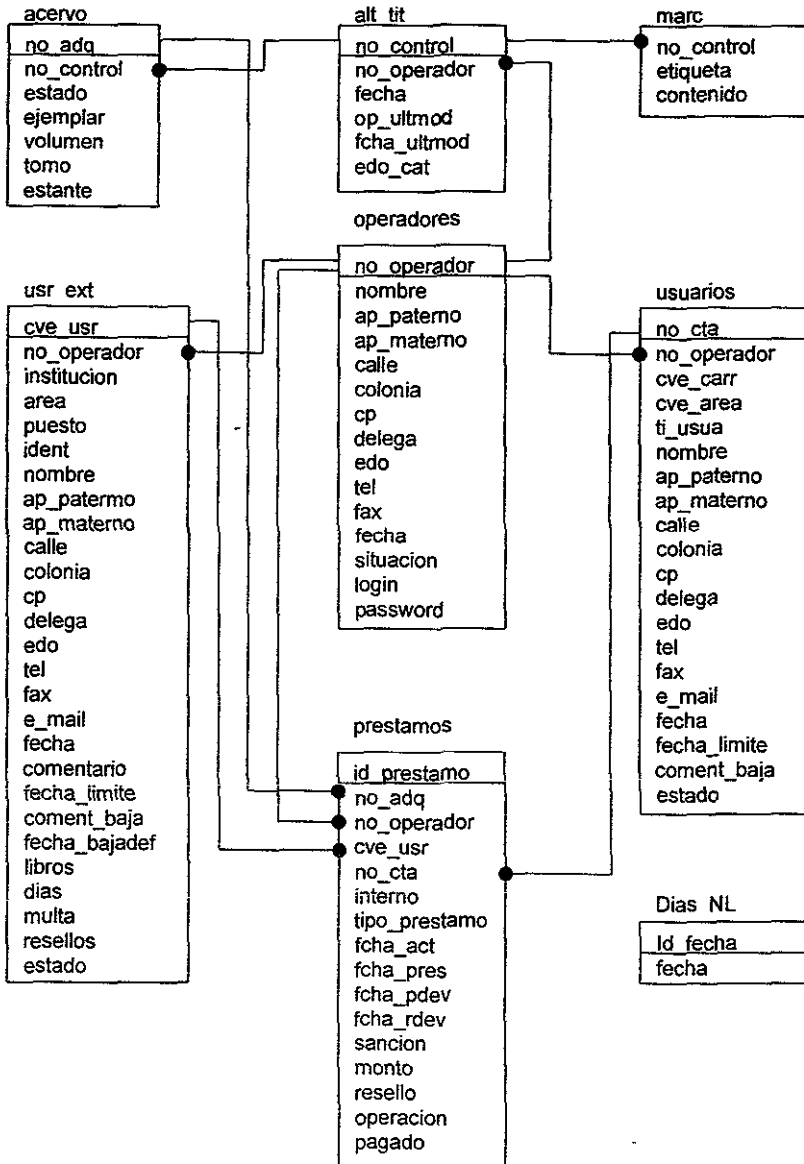 acervo
no_adq
no_control
estado
ejemplar
volumen
tomo
estante
alt_tit
no_control
no_operador
fecha
op_ultmod
fcha_ultmod
edo_cat
marc
no_control
etiqueta
contenido
operadores
no_operador
nombre
ap_paterno
ap_materno
calle
colonia
cp
delega
edo
tel
fax
fecha
situacion
login
password
usr_ext
cve_usr
no_operador
institucion
area
puesto
ident
nombre
ap_patermo
ap_materno
calle
colonia
cp
delega
edo
tel
fax
e_mail
fecha
comentario
fecha_limite
coment_baja
fecha_bajadef
libros
dias
multa
resellos
estado
usuarios
no_cta
no_operador
cve_carr
cve_area
ti_usua
nombre
ap_paterno
ap_materno
calle
colonia
cp
delega
edo
tel
fax
e_mail
fecha
fecha_limite
coment_baja
estado
prestamos
id_prestamo
no_adq
no_operador
cve_usr
no_cta
interno
tipo_prestamo
fcha_act
fcha_pres
fcha_pdev
fcha_rdev
sancion
monto
resello
operacion
pagado
Dias_NL
Id_fecha
fecha